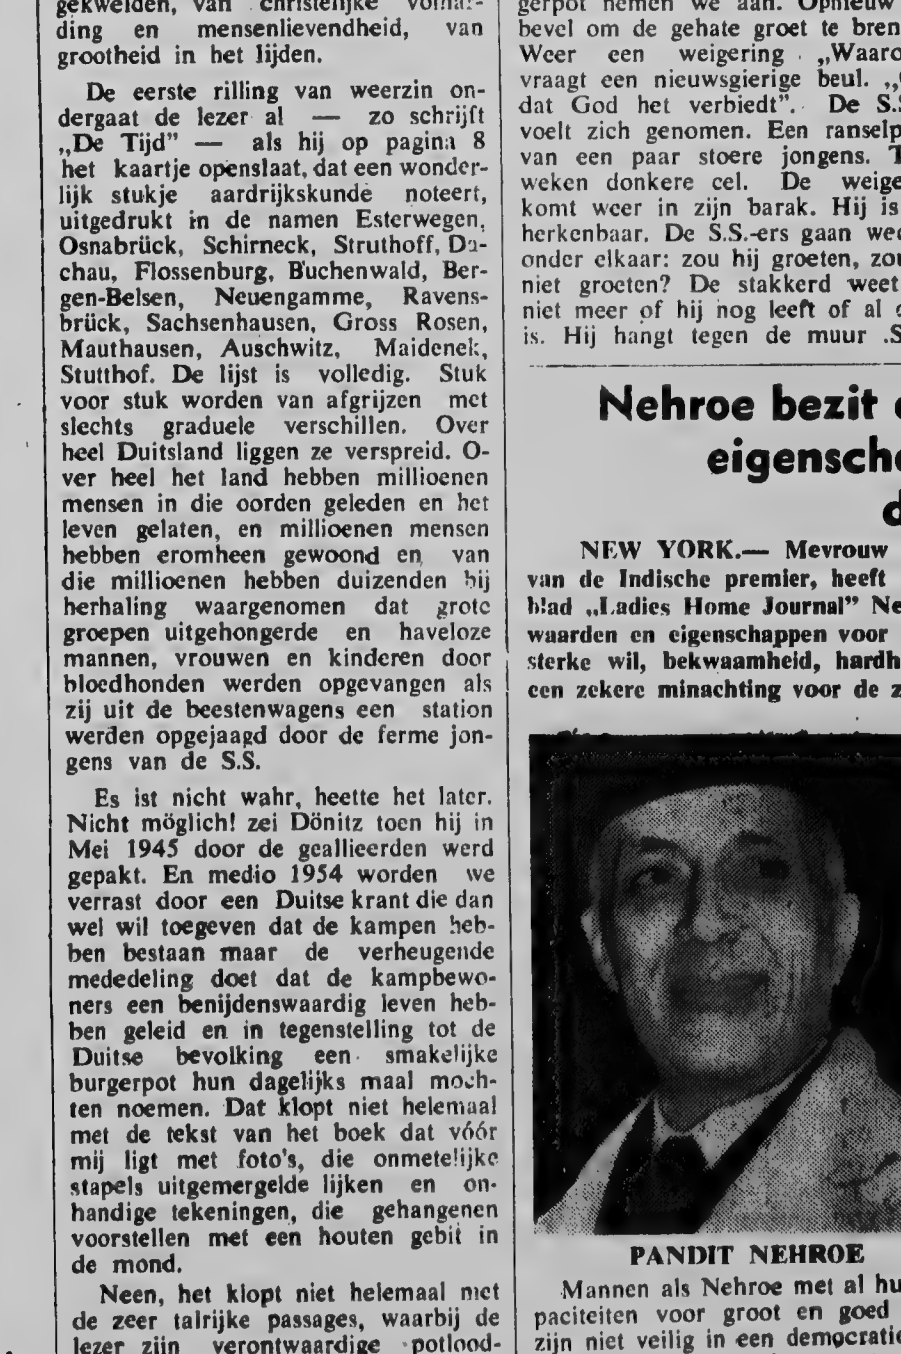 gekwelden, van christelijke volhar-
ding en mensenlievendheid, van
grootheid in het lijden.
De eerste rilling van weerzin on-
dergaat de lezer al — zo schrijft
„De Tijd” — als hij op pagina 8
het kaartje openslaat, dat een wonder-
lijk stukje aardrijkskunde noteert,
uitgedrukt in de namen Esterwegen,
Osnabrück, Schirneck, Struthoff, Da-
chau, Flossenburg, Buchenwald, Ber-
gen-Belsen, Neuengamme, Ravens-
brück, Sachsenhausen, Gross Rosen,
Mauthausen, Auschwitz, Maidenek,
Stutthof. De lijst is volledig. Stuk
voor stuk worden van afgrijzen met
slechts graduele verschillen. Over
heel Duitsland liggen ze verspreid. O-
ver heel het land hebben millioenen
mensen in die oorden geleden en het
leven gelaten, en millioenen mensen
hebben eromheen gewoond en van
die millioenen hebben duizenden bij
herhaling waargenomen dat grote
groepen uitgehongerde en haveloze
mannen, vrouwen en kinderen door
bloedhonden werden opgevangen als
zij uit de beestenwagens een station
werden opgejaagd door de ferme jon-
gens van de S.S.
Es ist nicht wahr, heette het later.
Nicht möglich! zei Dönitz toen hij in
Mei 1945 door de geallieerden werd
gepakt. En medio 1954 worden we
verrast door een Duitse krant die dan
wel wil toegeven dat de kampen heb-
ben bestaan maar de verheugende
mededeling doet dat de kampbewo-
ners een benijdenswaardig leven heb-
ben geleid en in tegenstelling tot de
Duitse bevolking een smakelijke
burgerpot hun dagelijks maal moch-
ten noemen. Dat klopt niet helemaal
met de tekst van het boek dat vóór
mij ligt met foto's, die onmetelijke
stapels uitgemergelde lijken en on-
handige tekeningen, die gehangenen
voorstellen met een houten gebit in
de mond.
Neen, het klopt niet helemaal met
de zeer talrijke passages, waarbij de
lezer zijn verontwaardige potlood-
gerpot nemen we aan. Opnieuw
bevel om de gehate groet te bren
Weer een weigering „Waaro
vraagt een nieuwsgierige beul. „
dat God het verbiedt”. De S.S
voelt zich genomen. Een ranselp
van een paar stoere jongens. T
weken donkere cel. De weige
komt weer in zijn barak. Hij is
herkenbaar. De S.S.-ers gaan wee
onder elkaar: zou hij groeten, zou
niet groeten? De stakkerd weet
niet meer of hij nog leeft of al d
is. Hij hangt tegen de muur .S
Nehroe bezit
eigensch
d
NEW YORK.— Mevrouw
van de Indische premier, heeft
blad „Ladies Home Journal” Ne
waarden en eigenschappen voor
sterke wil, bekwaamheid, hardh
een zekere minachting voor de z
PANDIT NEHROE
Mannen als Nehroe met al hu
paciteiten voor groot en goed
zijn niet veilig in een democratie